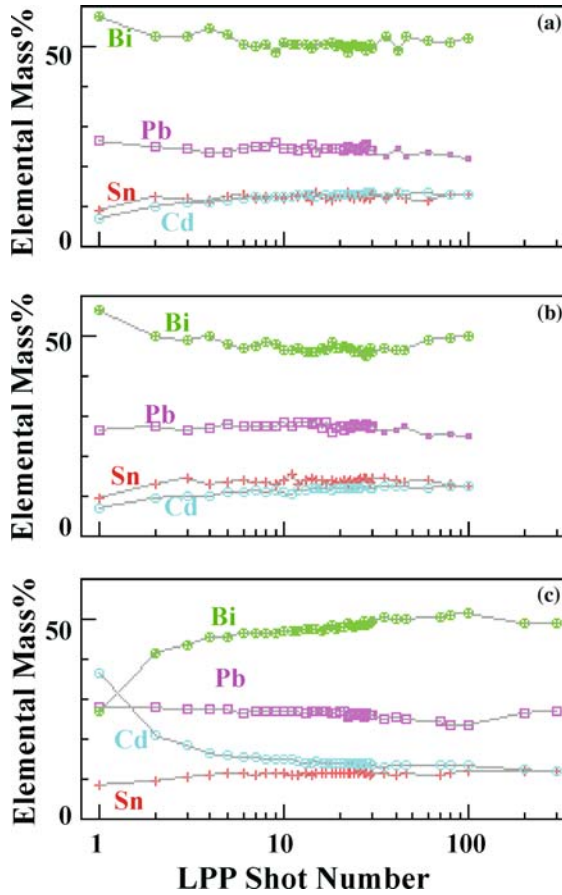 (a)
Elemental Mass%
50
0
Bi
Pb
Sn
Cd
(b)
Elemental Mass%
50
0
Bi
Pb
Sn
Cd
(c)
Elemental Mass%
50
0
Bi
Pb
Cd
Sn
1 10 100
LPP Shot Number